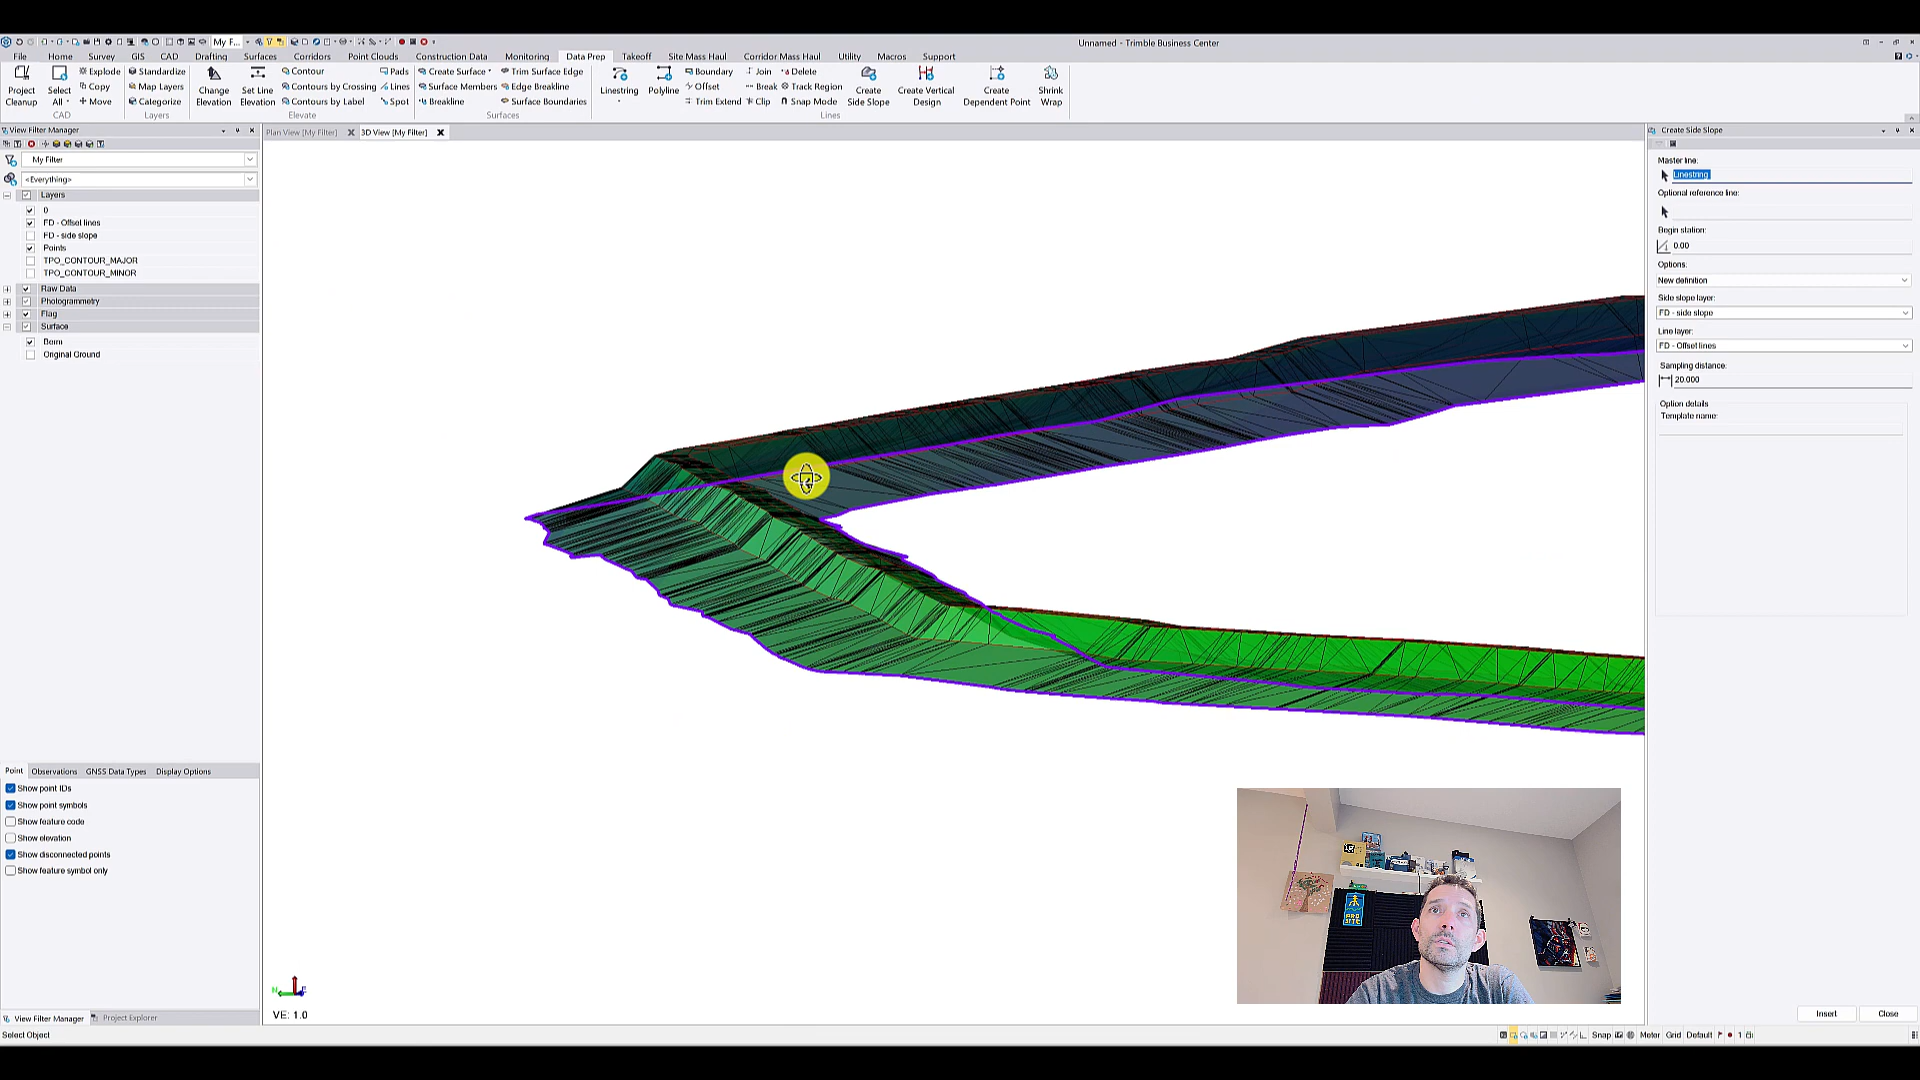 My F... Unnamed - Trimble Business Center
File Home Survey GIS CAD Drafting Surfaces Corridors Point Clouds Construction Data Monitoring Data Prep Takeoff Site Mass Haul Corridor Mass Haul Utility Macros Support
Explode Standardize Contour Pads Create Surface Trim Surface Edge Boundary Join Delete
Project Cleanup Select All Copy Map Layers Change Elevation Set Line Elevation Contours by Crossing Lines Surface Members Edge Breakline Linestring Polyline Offset Break Track Region Create Side Slope Create Vertical Design Create Dependent Point Shrink Wrap
Move Categorize Contours by Label Spot Breakline Surface Boundaries Trim Extend Clip Snap Mode
CAD Layers Elevate Surfaces Lines
View Filter Manager
Plan View [My Filter] 3D View [My Filter]
My Filter
<Everything>
Layers
0
FD - Offset lines
FD - side slope
Points
TPO_CONTOUR_MAJOR
TPO_CONTOUR_MINOR
Raw Data
Photogrammetry
Flag
Surface
Berm
Original Ground
Point Observations GNSS Data Types Display Options
Show point IDs
Show point symbols
Show feature code
Show elevation
Show disconnected points
Show feature symbol only
View Filter Manager Project Explorer
Select Object
VE: 1.0
Create Side Slope
Master line:
Linestring
Optional reference line:
Begin station:
0.00
Options:
New definition
Side slope layer:
FD - side slope
Line layer:
FD - Offset lines
Sampling distance:
20.000
Option details
Template name:
Insert Close
Snap Meter Grid Default 1